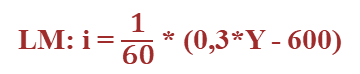 LM: i = 1/60 * (0,3*Y - 600)